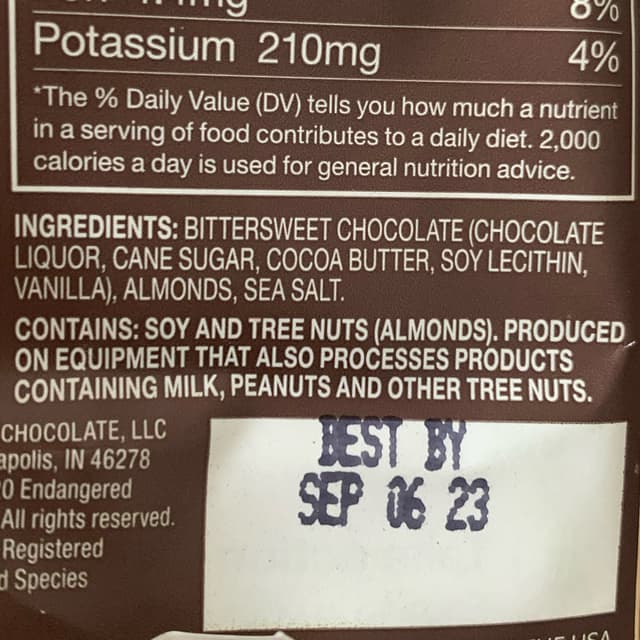 8%
Potassium 210mg 4%
*The % Daily Value (DV) tells you how much a nutrient
in a serving of food contributes to a daily diet. 2,000
calories a day is used for general nutrition advice.
INGREDIENTS: BITTERSWEET CHOCOLATE (CHOCOLATE
LIQUOR, CANE SUGAR, COCOA BUTTER, SOY LECITHIN,
VANILLA), ALMONDS, SEA SALT.
CONTAINS: SOY AND TREE NUTS (ALMONDS). PRODUCED
ON EQUIPMENT THAT ALSO PROCESSES PRODUCTS
CONTAINING MILK, PEANUTS AND OTHER TREE NUTS.
CHOCOLATE, LLC
apolis, IN 46278
0 Endangered
All rights reserved.
Registered
d Species
BEST BY
SEP 06 23
USA